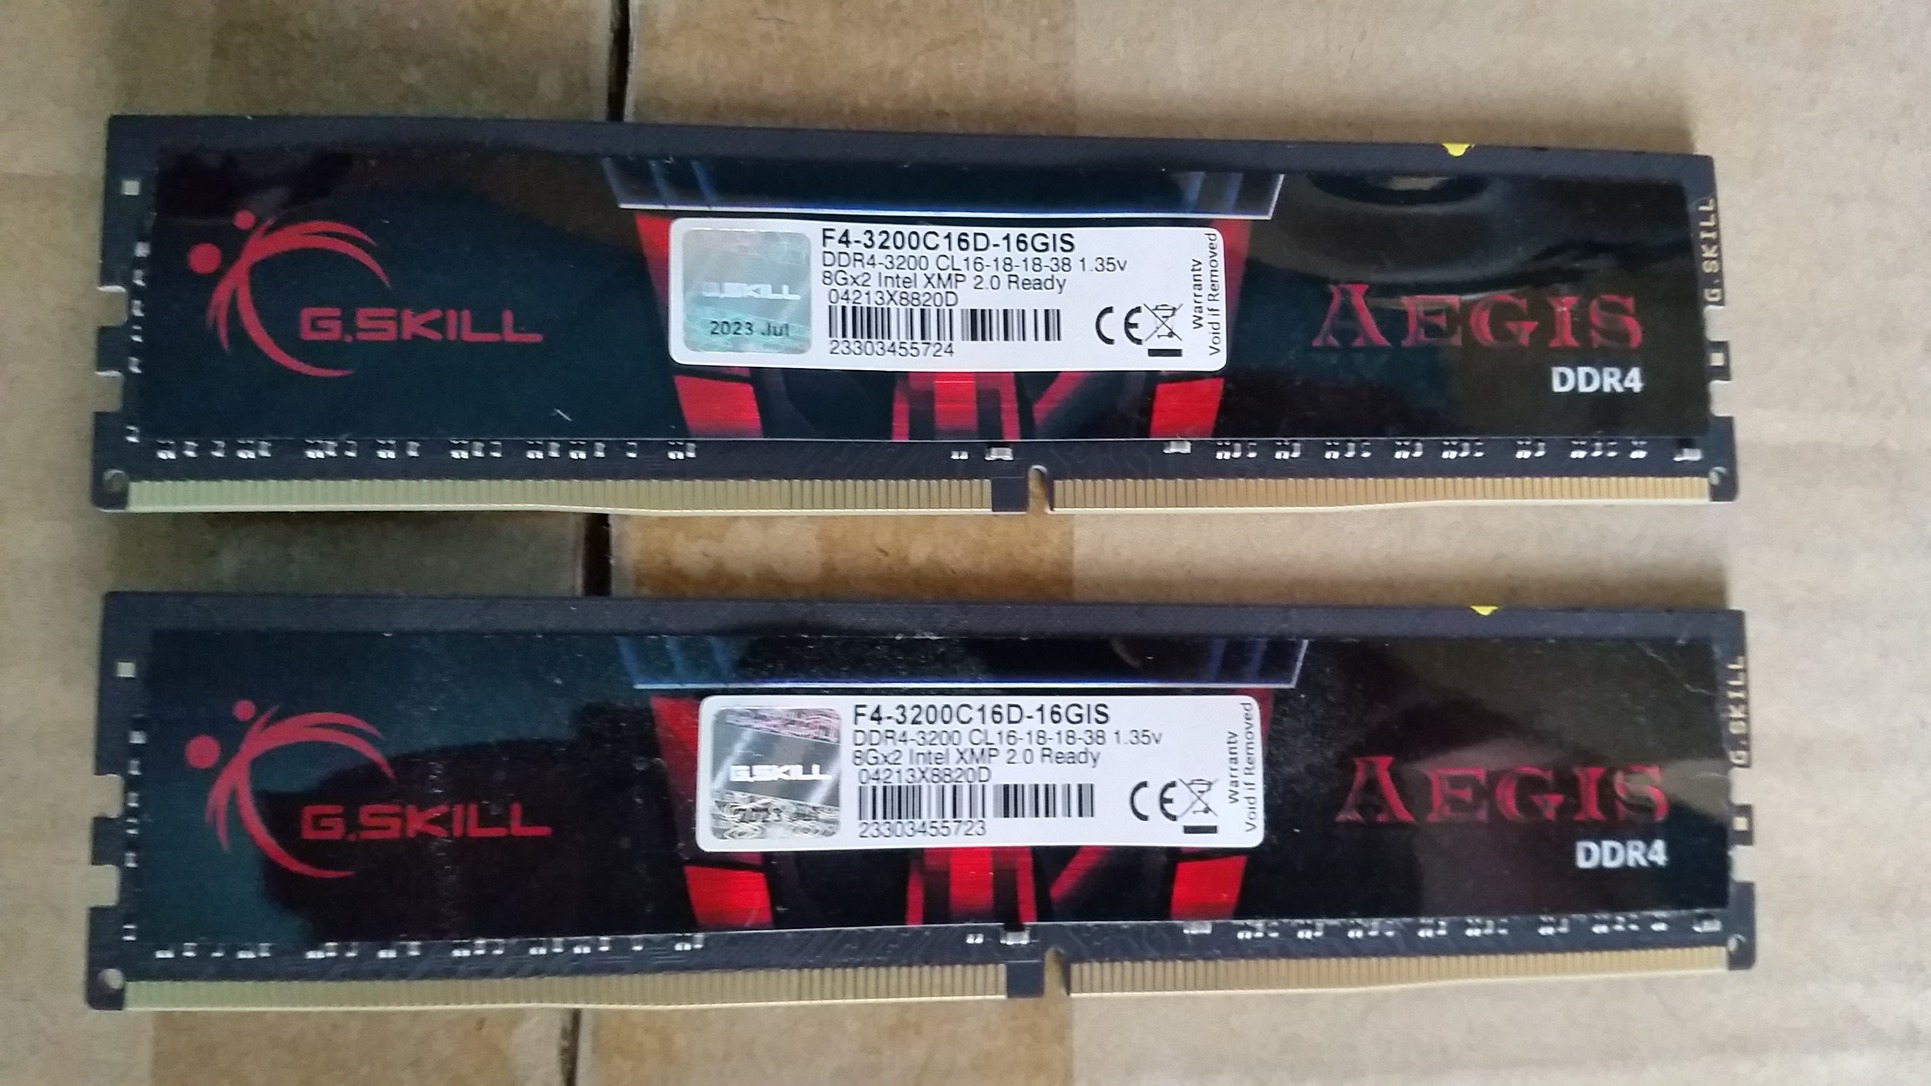 G.SKILL
G.SKILL
2023 Jul
F4-3200C16D-16GIS
DDR4-3200 CL16-18-18-38 1.35v
8Gx2 Intel XMP 2.0 Ready
04213X8820D
23303455724
CE
Warranty
Void if Removed
AEGIS
DDR4
G.SKILL
G.SKILL
G.SKILL
2023
F4-3200C16D-16GIS
DDR4-3200 CL16-18-18-38 1.35v
8Gx2 Intel XMP 2.0 Ready
04213X8820D
23303455723
CE
Warranty
Void if Removed
AEGIS
DDR4
G.SKILL